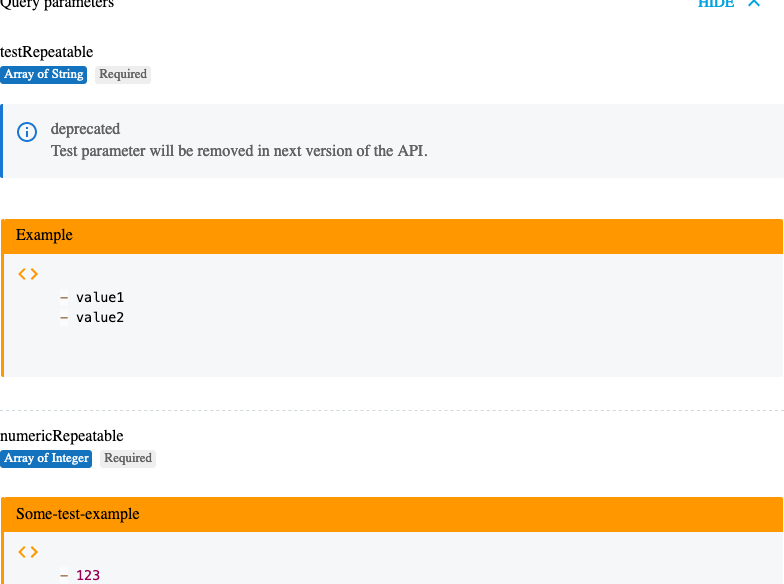 Query parameters
HIDE
testRepeatable
Array of String Required
deprecated
Test parameter will be removed in next version of the API.
Example
- value1
- value2
numericRepeatable
Array of Integer Required
Some-test-example
- 123